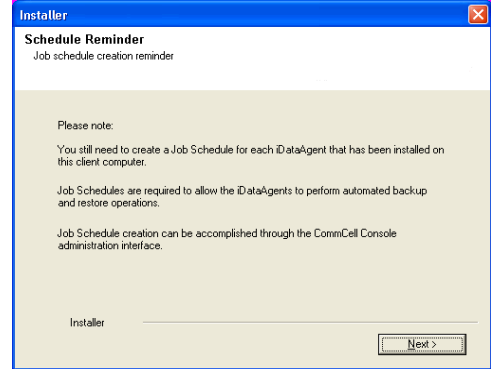 Installer
Schedule Reminder
Job schedule creation reminder
Please note:
You still need to create a Job Schedule for each iDataAgent that has been installed on
this client computer.
Job Schedules are required to allow the iDataAgents to perform automated backup
and restore operations.
Job Schedule creation can be accomplished through the CommCell Console
administration interface.
Installer
Next >